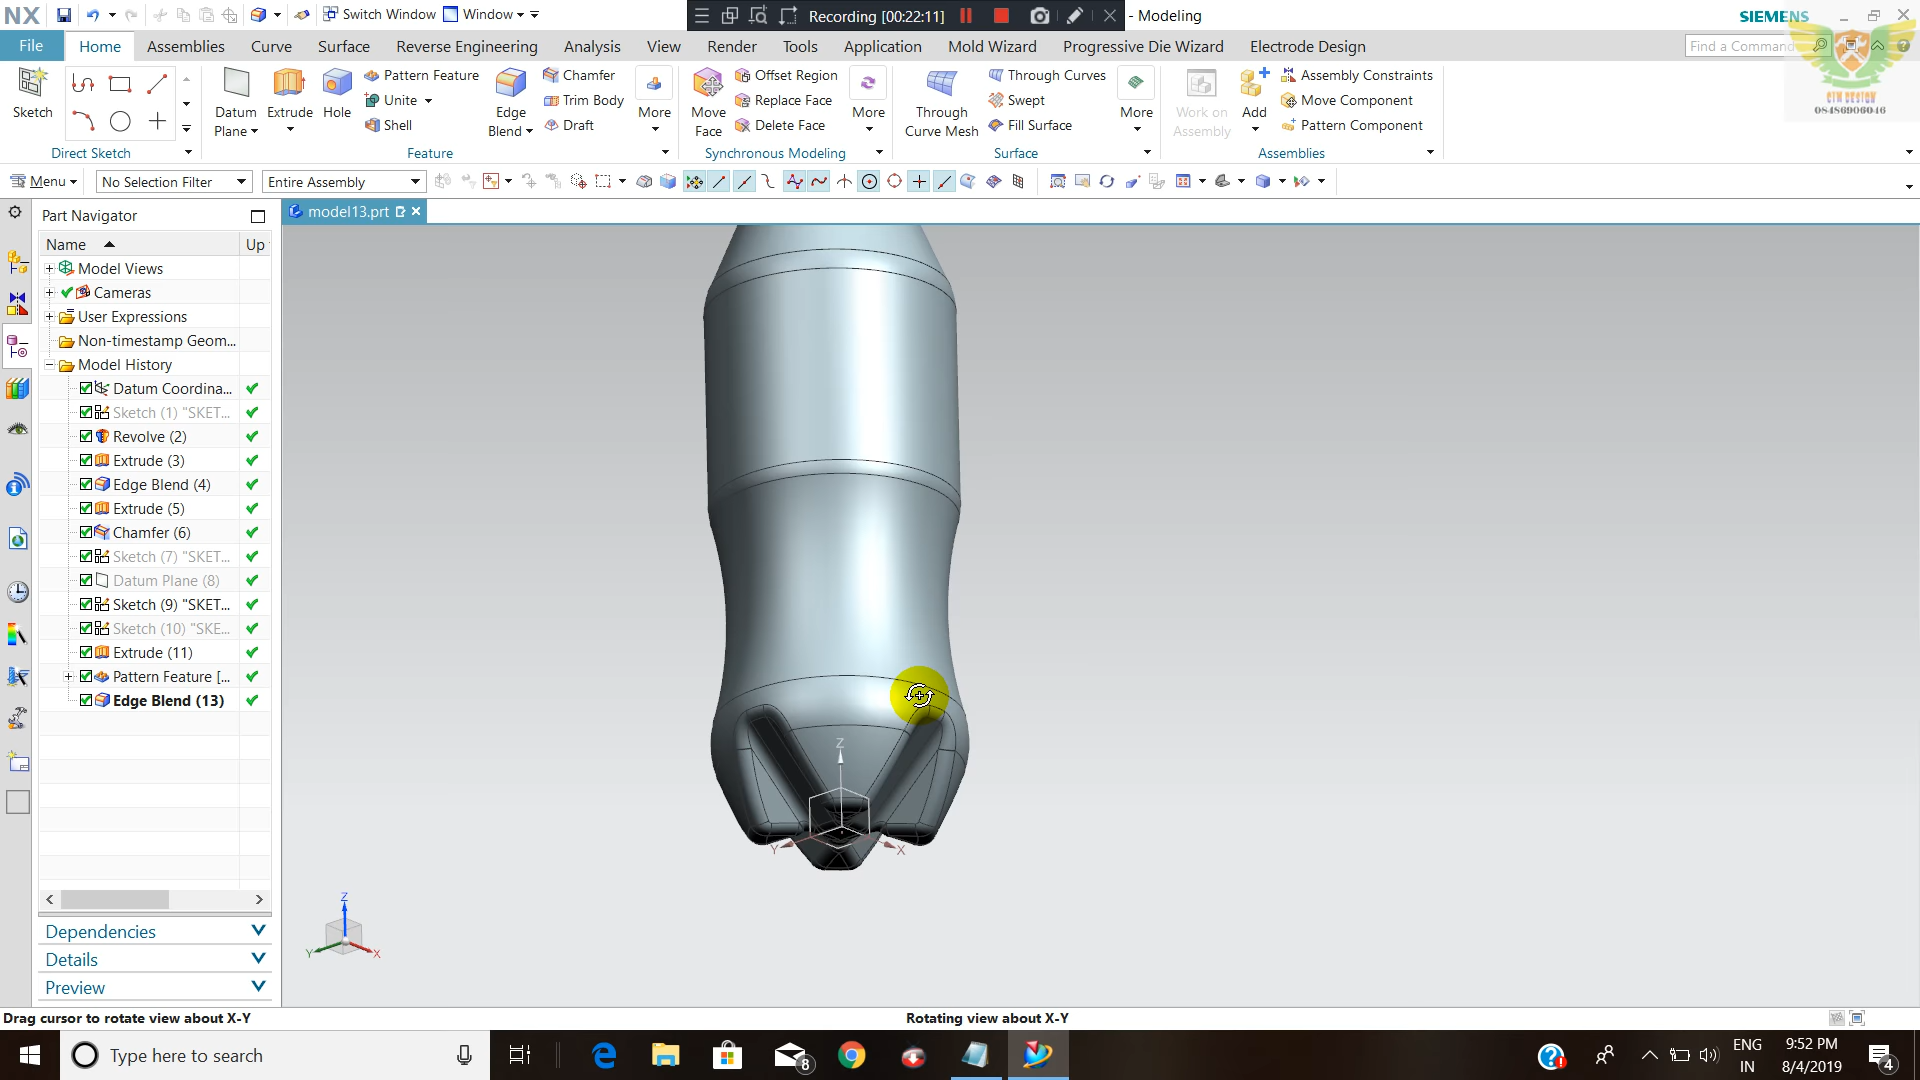 NX
Switch Window
Window
Recording [00:22:11]
- Modeling
SIEMENS
File
Home
Assemblies
Curve
Surface
Reverse Engineering
Analysis
View
Render
Tools
Application
Mold Wizard
Progressive Die Wizard
Electrode Design
Find a Command
Sketch
Datum Plane
Extrude
Hole
Pattern Feature
Unite
Shell
Edge Blend
Chamfer
Trim Body
Draft
More
Move Face
Offset Region
Replace Face
Delete Face
More
Through Curve Mesh
Through Curves
Swept
Fill Surface
More
Work on Assembly
Add
Assembly Constraints
Move Component
Pattern Component
CIM DESIGN
08486906046
Direct Sketch
Feature
Synchronous Modeling
Surface
Assemblies
Menu
No Selection Filter
Entire Assembly
Part Navigator
model13.prt
Name
Up
Model Views
Cameras
User Expressions
Non-timestamp Geom...
Model History
Datum Coordina...
Sketch (1) "SKET...
Revolve (2)
Extrude (3)
Edge Blend (4)
Extrude (5)
Chamfer (6)
Sketch (7) "SKET...
Datum Plane (8)
Sketch (9) "SKET...
Sketch (10) "SKE...
Extrude (11)
Pattern Feature [...
Edge Blend (13)
Z
Y
X
Z
Y
X
Dependencies
Details
Preview
Drag cursor to rotate view about X-Y
Rotating view about X-Y
Type here to search
8
ENG
IN
9:52 PM
8/4/2019
4